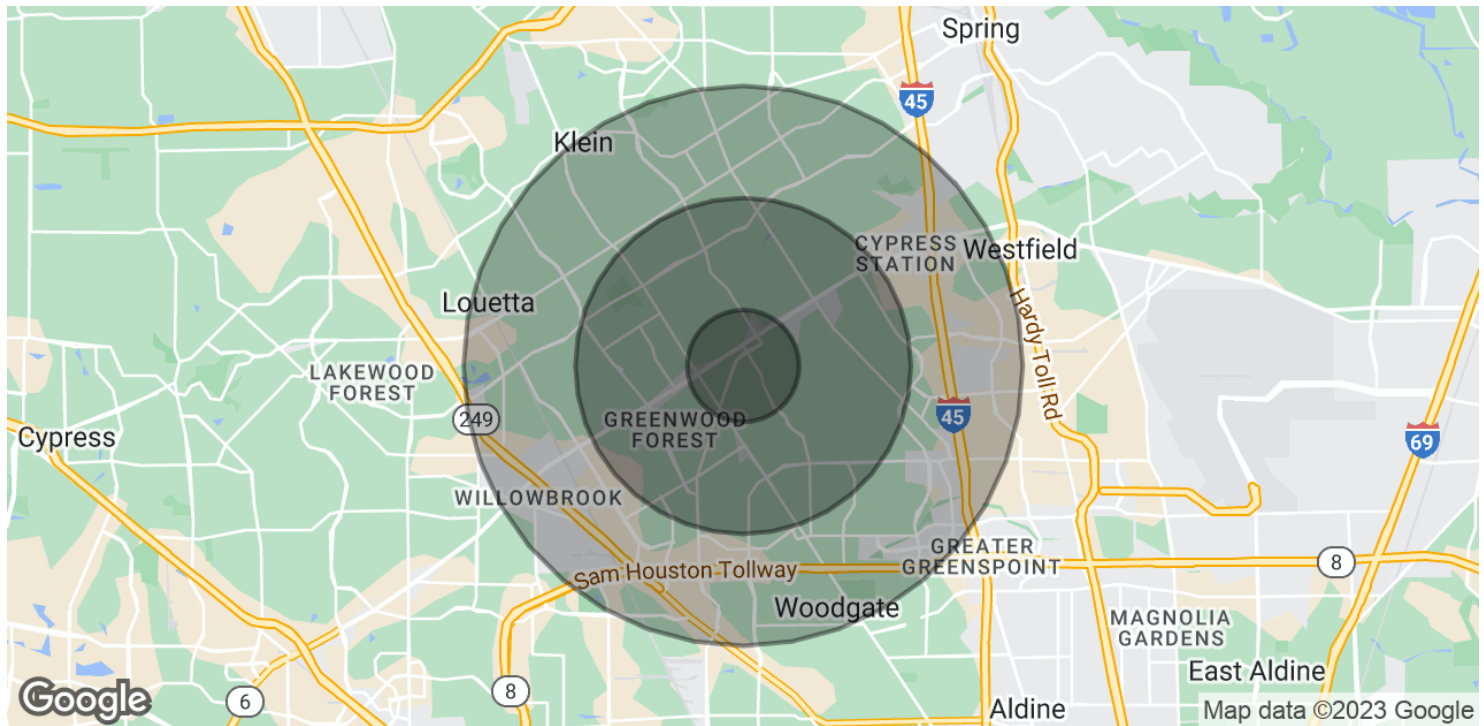 Spring
45
Klein
CYPRESS
STATION
Westfield
Louetta
Hardy Toll Rd
LAKEWOOD
FOREST
249
GREENWOOD
FOREST
45
Cypress
69
WILLOWBROOK
GREATER
GREENSPOINT
8
Sam Houston Tollway
Woodgate
MAGNOLIA
GARDENS
East Aldine
8
6
Google
Aldine
Map data ©2023 Google